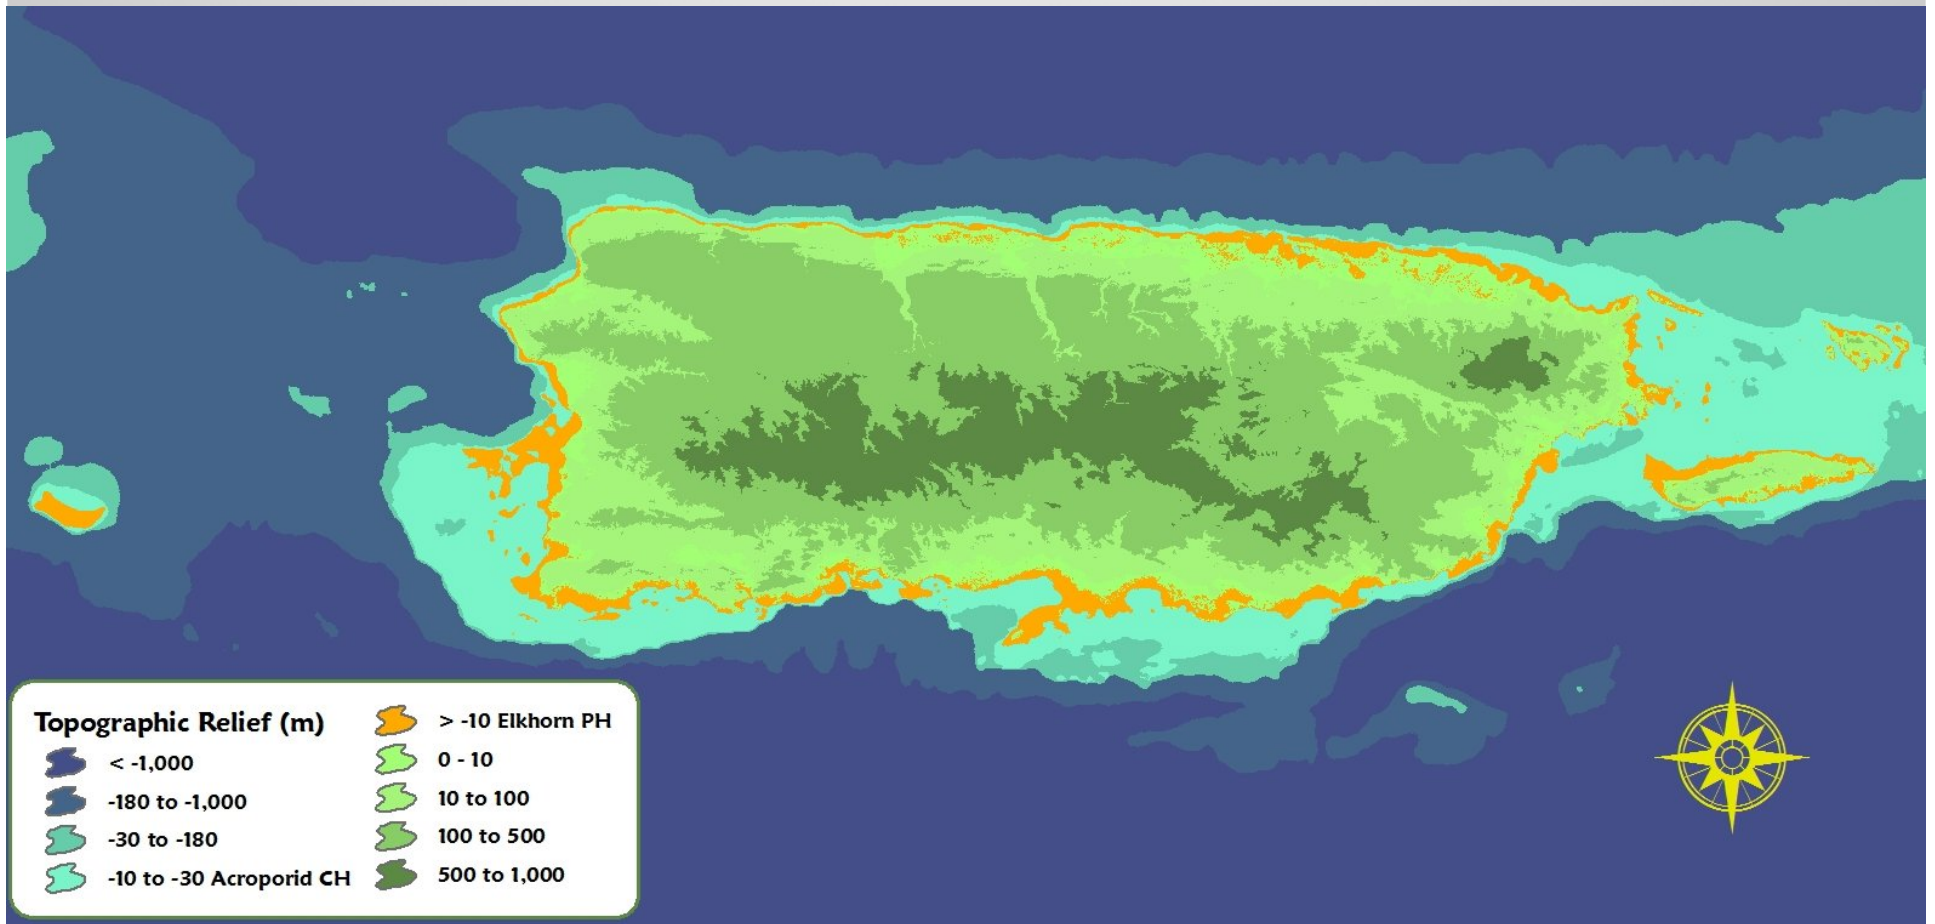 Topographic Relief (m)
< -1,000
-180 to -1,000
-30 to -180
-10 to -30 Acroporid CH
> -10 Elkhorn PH
0 - 10
10 to 100
100 to 500
500 to 1,000